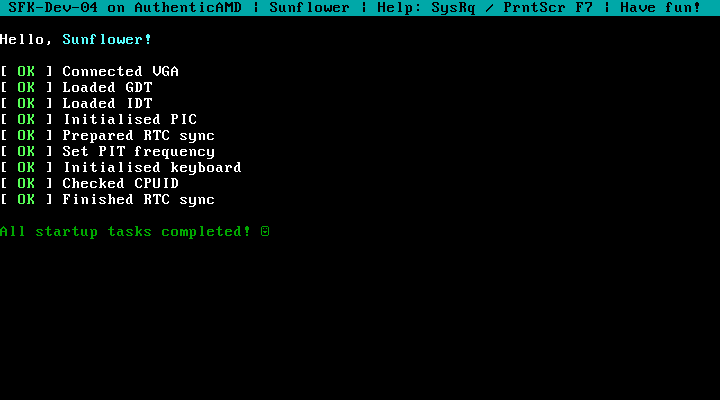 SFK-Dev-04 on AuthenticAMD ¦ Sunflower ¦ Help: SysRq / PrntScr F7 ¦ Have fun!
Hello, Sunflower!
[ OK ] Connected VGA
[ OK ] Loaded GDT
[ OK ] Loaded IDT
[ OK ] Initialised PIC
[ OK ] Prepared RTC sync
[ OK ] Set PIT frequency
[ OK ] Initialised keyboard
[ OK ] Checked CPUID
[ OK ] Finished RTC sync
All startup tasks completed! ☺